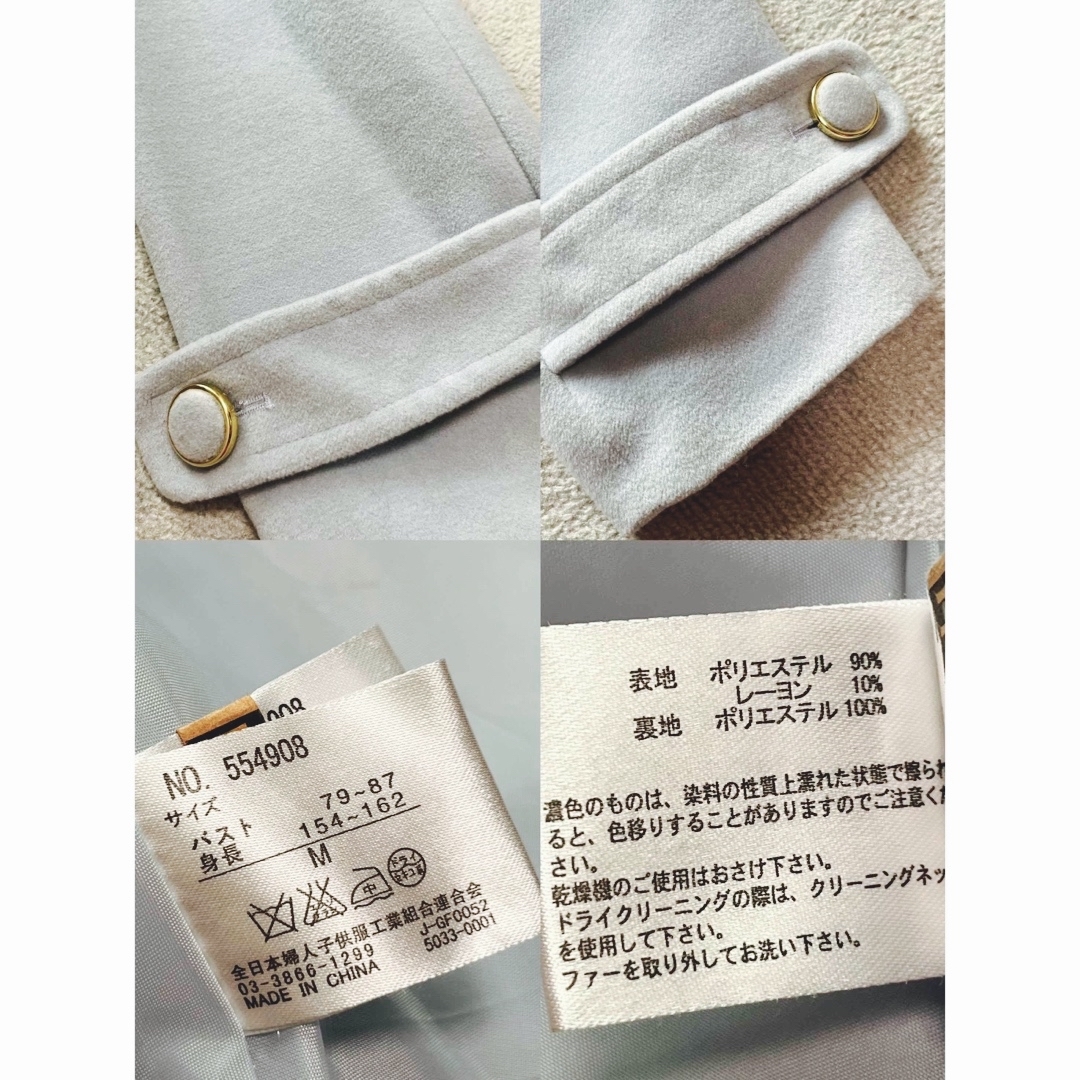 908
NO. 554908
サイズ
バスト 79~87
身長 154~162
M
中
ドライ
セキユ系
全日本婦人子供服工業組合連合会
03-3866-1299 J-GF0052
MADE IN CHINA 5033-0001
表地 ポリエステル 90%
レーヨン 10%
裏地 ポリエステル 100%
濃色のものは、染料の性質上濡れた状態で擦られ
ると、色移りすることがありますのでご注意くだ
さい。
乾燥機のご使用はおさけ下さい。
ドライクリーニングの際は、クリーニングネッ
を使用して下さい。
ファーを取り外してお洗い下さい。